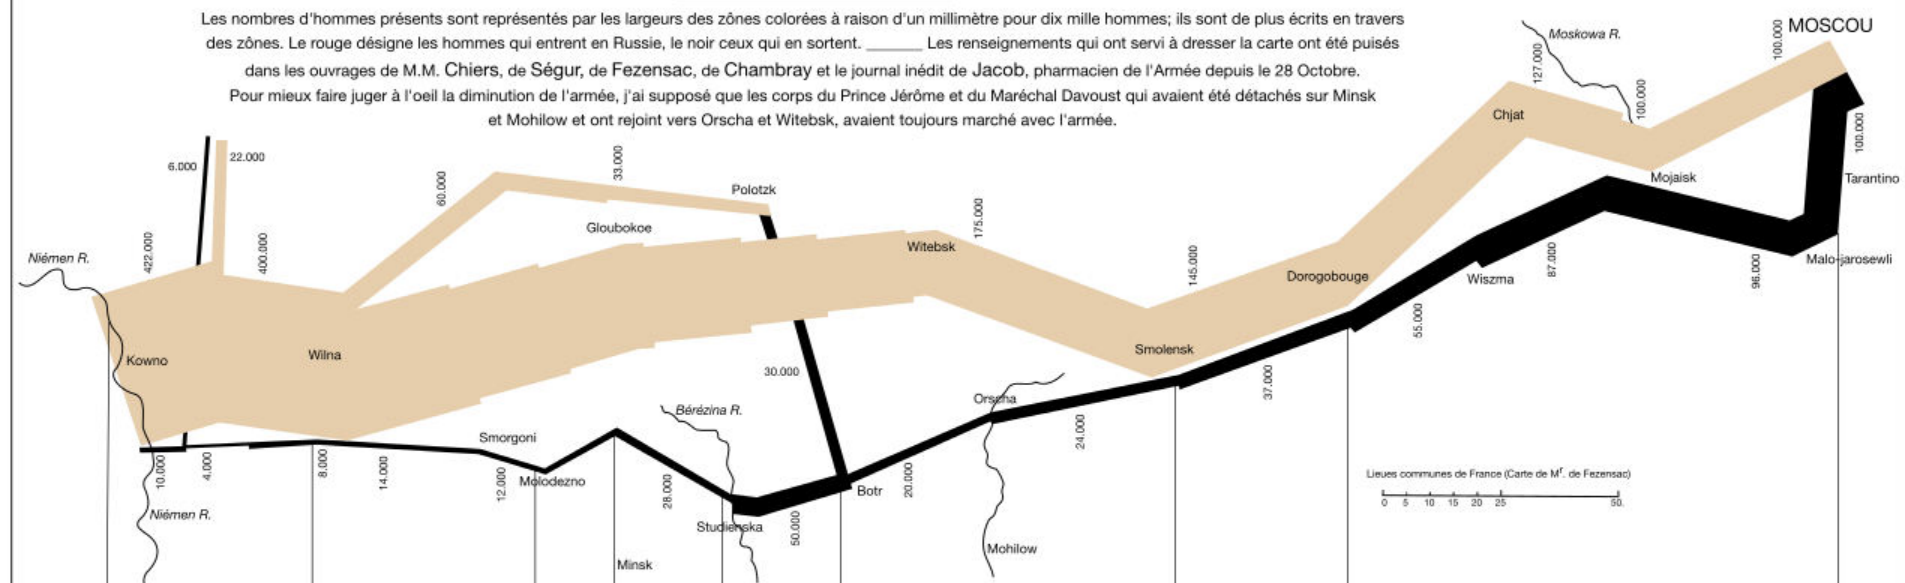 Les nombres d'hommes présents sont représentés par les largeurs des zônes colorées à raison d'un millimètre pour dix mille hommes; ils sont de plus écrits en travers
des zônes. Le rouge désigne les hommes qui entrent en Russie, le noir ceux qui en sortent. ______ Les renseignements qui ont servi à dresser la carte ont été puisés
dans les ouvrages de M.M. Chiers, de Ségur, de Fezensac, de Chambray et le journal inédit de Jacob, pharmacien de l'Armée depuis le 28 Octobre.
Pour mieux faire juger à l'oeil la diminution de l'armée, j'ai supposé que les corps du Prince Jérôme et du Maréchal Davoust qui avaient été détachés sur Minsk
et Mohilow et ont rejoint vers Orscha et Witebsk, avaient toujours marché avec l'armée.
MOSCOU
100.000
Moskowa R.
127.000
100.000
Chjat
100.000
6.000
22.000
33.000
60.000
Polotzk
Mojaisk
Tarantino
Gloubokoe
175.000
Witebsk
422.000
400.000
Niémen R.
145.000
Dorogobouge
Wiszma
87.000
96.000
Malo-jarosewli
55.000
Kowno
Wilna
Smolensk
30.000
37.000
Bérézina R.
Orscha
24.000
Smorgoni
10.000
4.000
8.000
14.000
12.000
Molodezno
28.000
Botr
20.000
Lieues communes de France (Carte de Mr. de Fezensac)
0 5 10 15 20 25 50.
Niémen R.
Studienska
50.000
Mohilow
Minsk